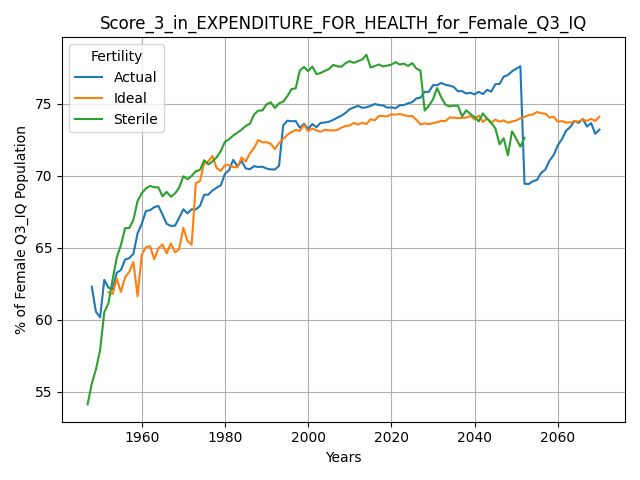 Score_3_in_EXPENDITURE_FOR_HEALTH_for_Female_Q3_IQ
Fertility
Actual
Ideal
Sterile
% of Female Q3_IQ Population
75
70
65
60
55
1960
1980
2000
2020
2040
2060
Years